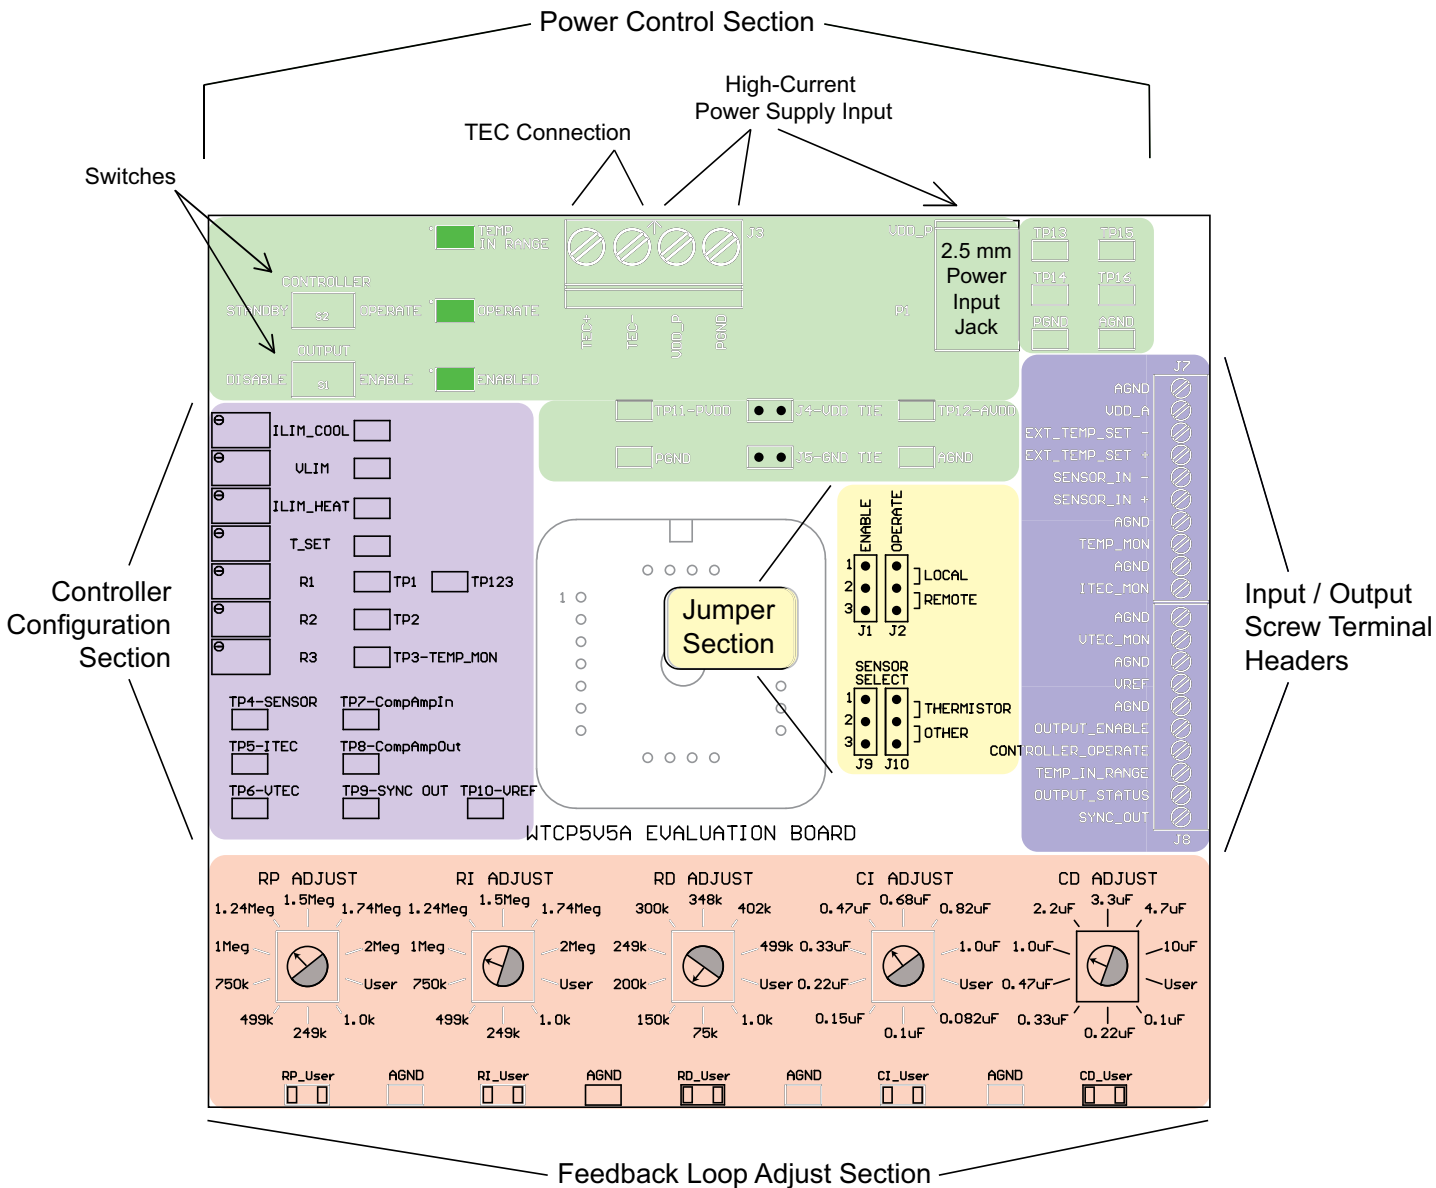 Power Control Section
High-Current
Power Supply Input
TEC Connection
Switches
TEMP
IN RANGE
J3
VDD_P
2.5 mm
Power
Input
Jack
PJ
TP13
TP15
TP14
TP16
PGND
AGND
CONTROLLER
STANDBY
S2
OPERATE
OPERATE
OUTPUT
DISABLE
S1
ENABLE
ENABLED
TEC+
TEC-
VDD_P
PGND
TP11-PVDD
J4-VDD TIE
TP12-AVDD
PGND
J5-GND TIE
AGND
ILIM_COOL
VLIM
ILIM_HEAT
T_SET
R1
TP1
TP123
R2
TP2
R3
TP3-TEMP_MON
TP4-SENSOR
TP7-CompAmpIn
TP5-ITEC
TP8-CompAmpOut
TP6-VTEC
TP9-SYNC OUT
TP10-VREF
Controller
Configuration
Section
1
Jumper
Section
ENABLE
OPERATE
1
2
3
LOCAL
REMOTE
J1
J2
SENSOR
SELECT
1
2
3
THERMISTOR
OTHER
J9
J10
J7
AGND
VDD_A
EXT_TEMP_SET -
EXT_TEMP_SET +
SENSOR_IN -
SENSOR_IN +
AGND
TEMP_MON
AGND
ITEC_MON
AGND
VTEC_MON
AGND
VREF
AGND
OUTPUT_ENABLE
CONTROLLER_OPERATE
TEMP_IN_RANGE
OUTPUT_STATUS
SYNC_OUT
J8
Input / Output
Screw Terminal
Headers
WTCP5V5A EVALUATION BOARD
RP ADJUST
1.5Meg
1.24Meg
1.74Meg
1Meg
2Meg
750k
User
499k
1.0k
249k
RI ADJUST
1.5Meg
1.24Meg
1.74Meg
1Meg
2Meg
750k
User
499k
1.0k
249k
RD ADJUST
348k
300k
402k
249k
499k
200k
User
150k
1.0k
75k
CI ADJUST
0.68uF
0.47uF
0.82uF
0.33uF
1.0uF
0.22uF
User
0.15uF
0.082uF
0.1uF
CD ADJUST
3.3uF
2.2uF
4.7uF
1.0uF
10uF
0.47uF
User
0.33uF
0.1uF
0.22uF
RP_User
AGND
RI_User
AGND
RD_User
AGND
CI_User
AGND
CD_User
Feedback Loop Adjust Section